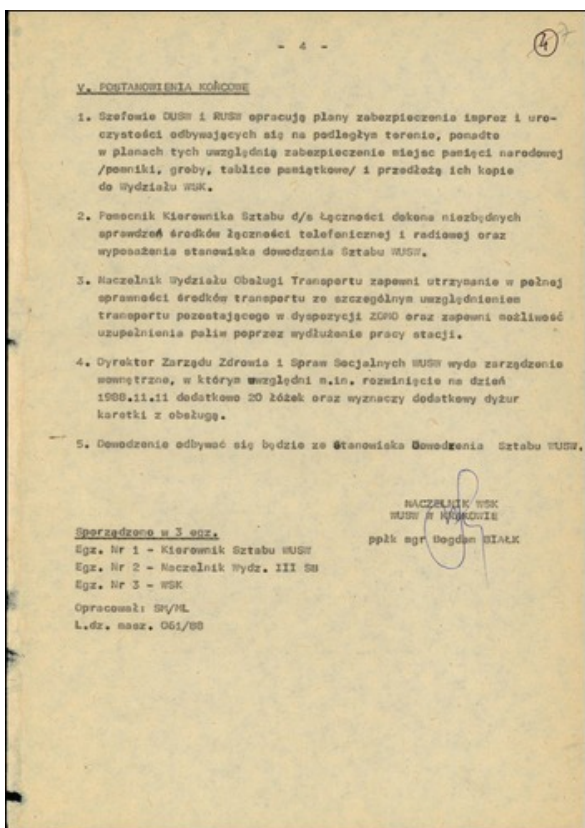 - 4 -
4
7
V. POSTANOWIENIA KOŃCOWE
1. Szefowie DUSW i RUSW opracują plany zabezpieczenia imprez i uro-
czystości odbywających się na podległym terenie, ponadto
w planach tych uwzględnią zabezpieczenie miejsc pamięci narodowej
/pomniki, groby, tablice pamiątkowe/ i przedłożą ich kopie
do Wydziału WSK.
2. Pomocnik Kierownika Sztabu d/s Łączności dokona niezbędnych
sprawdzeń środków łączności telefonicznej i radiowej oraz
wyposażenia stanowiska dowodzenia Sztabu WUSW.
3. Naczelnik Wydziału Obsługi Transportu zapewni utrzymanie w pełnej
sprawności środków transportu ze szczególnym uwzględnieniem
transportu pozostającego w dyspozycji ZOMO oraz zapewni możliwość
uzupełnienia paliw poprzez wydłużenie pracy stacji.
4. Dyrektor Zarządu Zdrowia i Spraw Socjalnych WUSW wyda zarządzenie
wewnętrzne, w którym uwzględni m.in. rozwinięcie na dzień
1988.11.11 dodatkowo 20 łóżek oraz wyznaczy dodatkowy dyżur
karetki z obsługą.
5. Dowodzenie odbywać się będzie ze Stanowiska Dowodzenia Sztabu WUSW.
NACZELNIK WSK
WUSW W KRAKOWIE
ppłk mgr Bogdan BIAŁK
Sporządzono w 3 egz.
Egz. Nr 1 - Kierownik Sztabu WUSW
Egz. Nr 2 - Naczelnik Wydz. III SB
Egz. Nr 3 - WSK
Opracował: SM/ML
L.dz. masz. 061/88